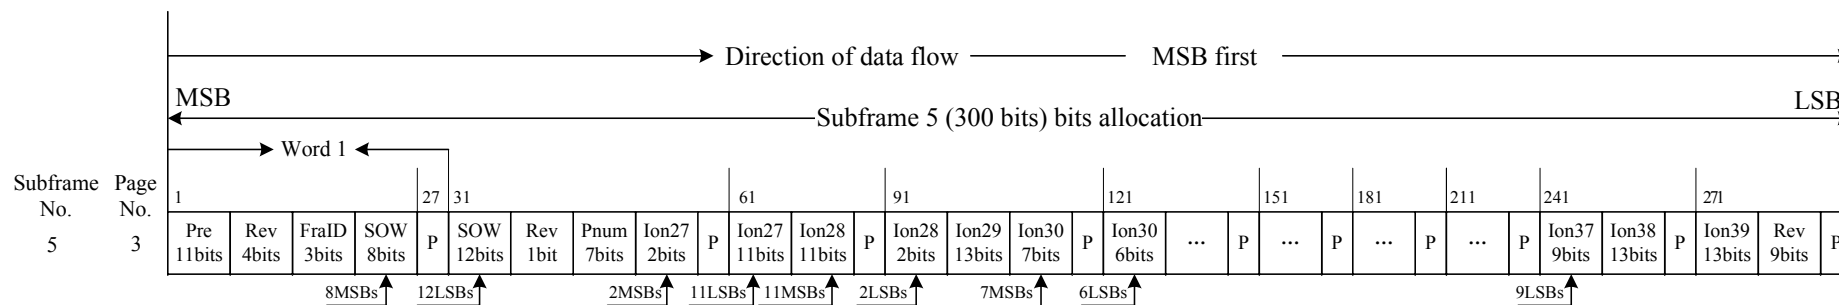 Direction of data flow MSB first
MSB LSB
Subframe 5 (300 bits) bits allocation
Word 1
Subframe No. Page No. 1 27 31 61 91 121 151 181 211 241 271
5 3 Pre 11bits Rev 4bits FraID 3bits SOW 8bits P SOW 12bits Rev 1bit Pnum 7bits Ion27 2bits P Ion27 11bits Ion28 11bits P Ion28 2bits Ion29 13bits Ion30 7bits P Ion30 6bits ... P ... P ... P ... P Ion37 9bits Ion38 13bits P Ion39 13bits Rev 9bits P
8MSBs 12LSBs 2MSBs 11LSBs 11MSBs 2LSBs 7MSBs 6LSBs 9LSBs